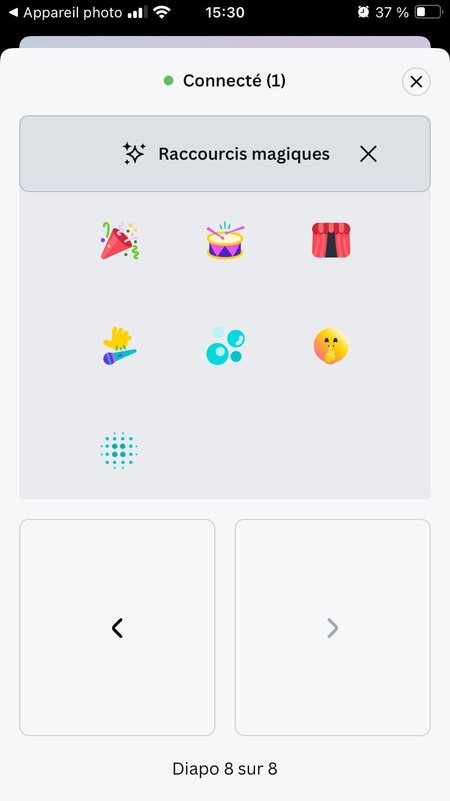 Appareil photo 15:30 37 %
Connecté (1)
Raccourcis magiques
Diapo 8 sur 8